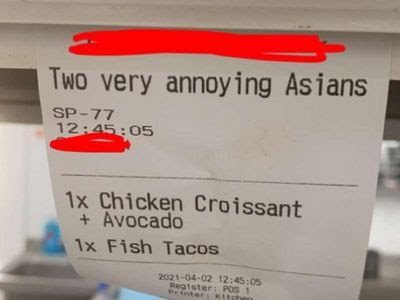 Two very annoying Asians
SP-77
12:45:05
1x Chicken Croissant
+ Avocado
1x Fish Tacos
2021-04-02 12:45:05
Register: POS 1
Printer: Kitchen